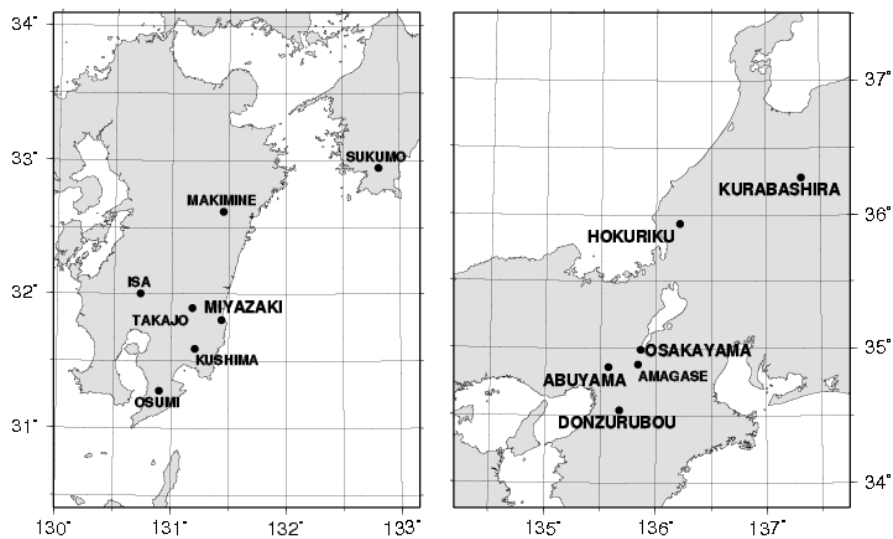 34°
33°
32°
31°
130°
131°
132°
133°
SUKUMO
MAKIMINE
ISA
MIYAZAKI
TAKAJO
KUSHIMA
OSUMI
37°
36°
35°
34°
135°
136°
137°
KURABASHIRA
HOKURIKU
OSAKAYAMA
ABUYAMA
AMAGASE
DONZURUBOU